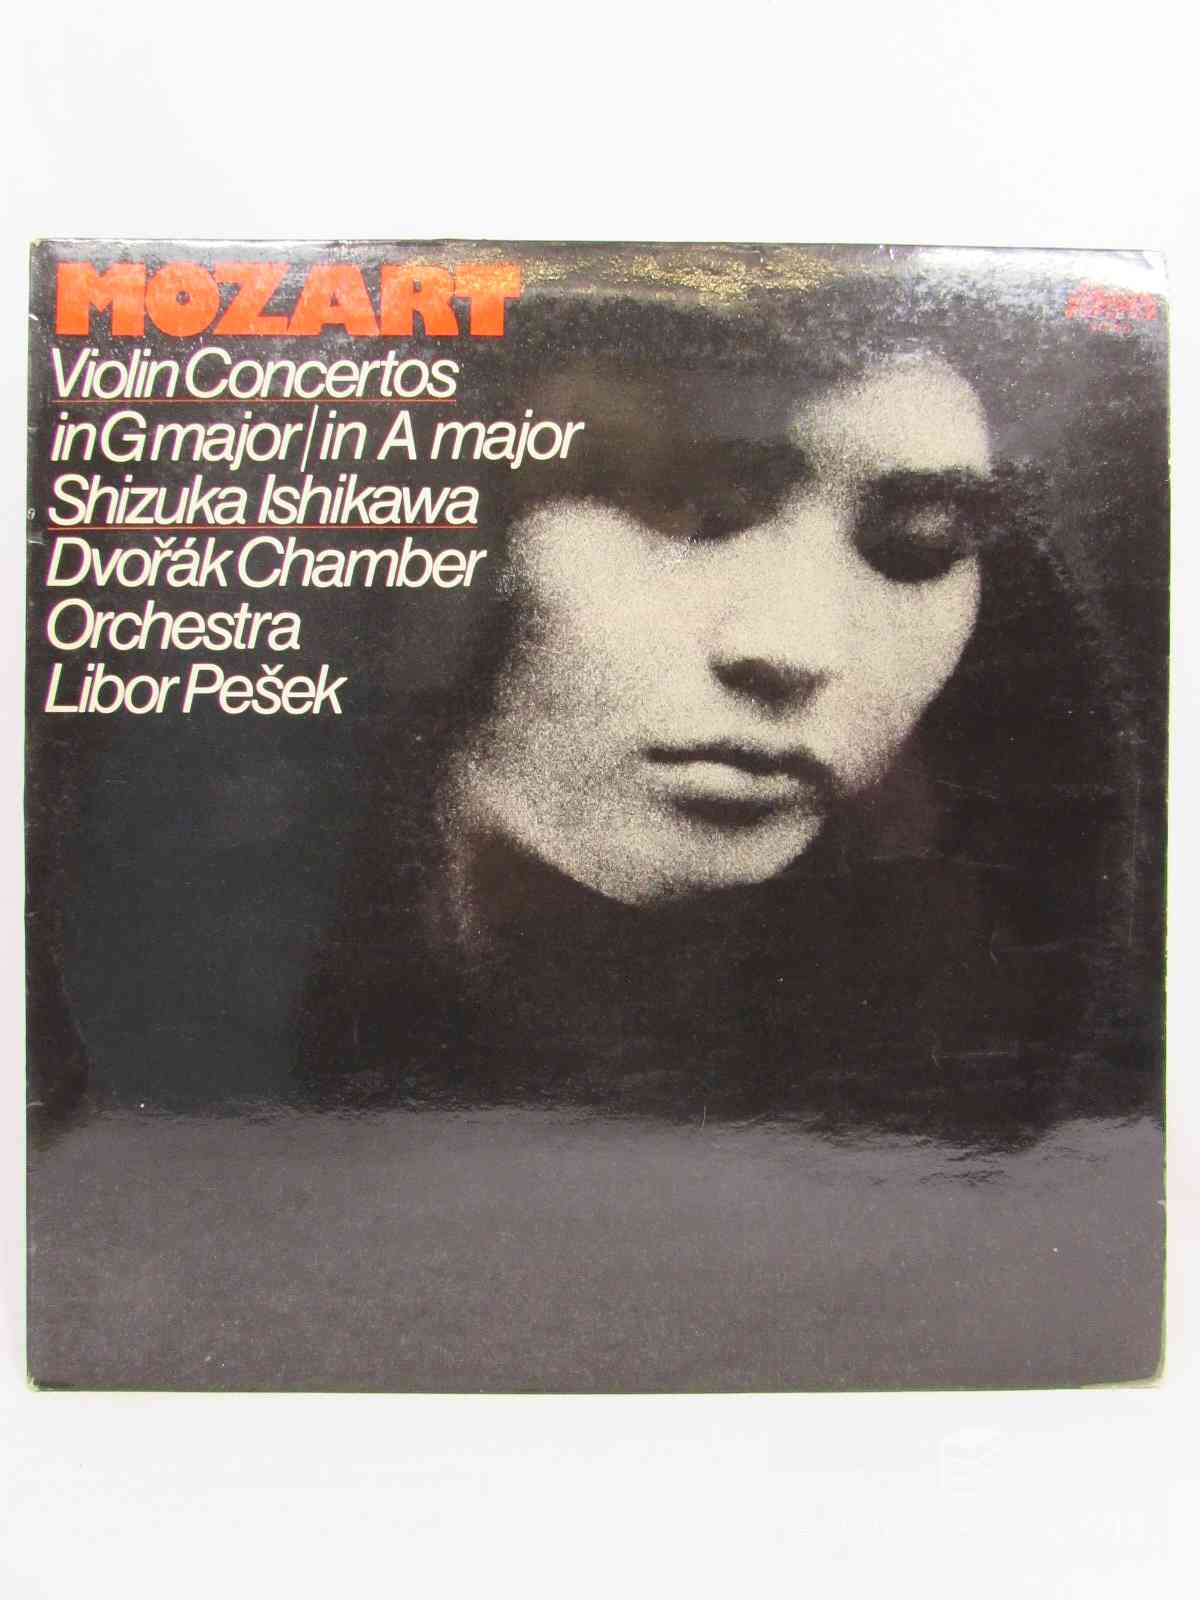 MOZART
Violin Concertos
in G major/in A major
Shizuka Ishikawa
Dvořák Chamber
Orchestra
Libor Pešek